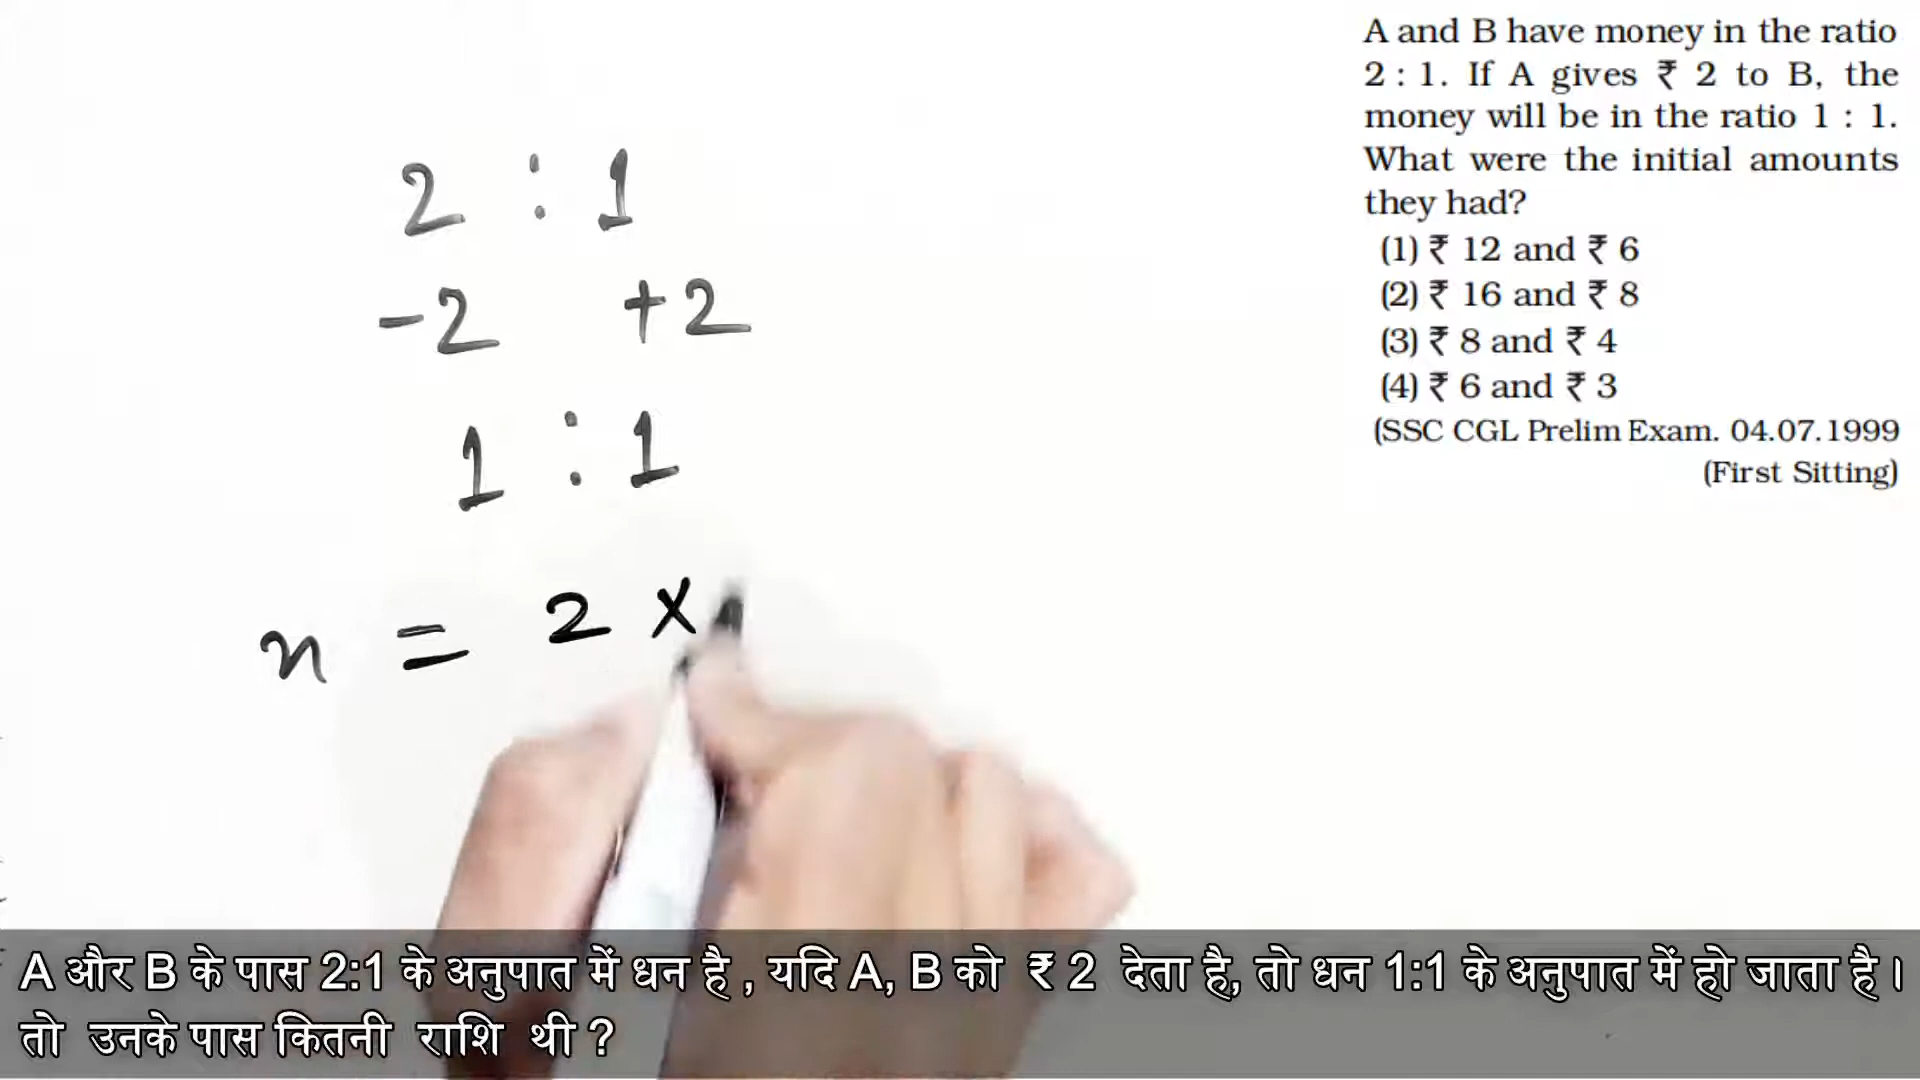 A and B have money in the ratio
2 : 1. If A gives ₹ 2 to B, the
money will be in the ratio 1 : 1.
What were the initial amounts
they had?
(1) ₹ 12 and ₹ 6
(2) ₹ 16 and ₹ 8
(3) ₹ 8 and ₹ 4
(4) ₹ 6 and ₹ 3
(SSC CGL Prelim Exam. 04.07.1999
(First Sitting)
2 : 1
-2 +2
1 : 1
x = 2 ×
A और B के पास 2:1 के अनुपात में धन है , यदि A, B को ₹ 2 देता है, तो धन 1:1 के अनुपात में हो जाता है।
तो उनके पास कितनी राशि थी ?